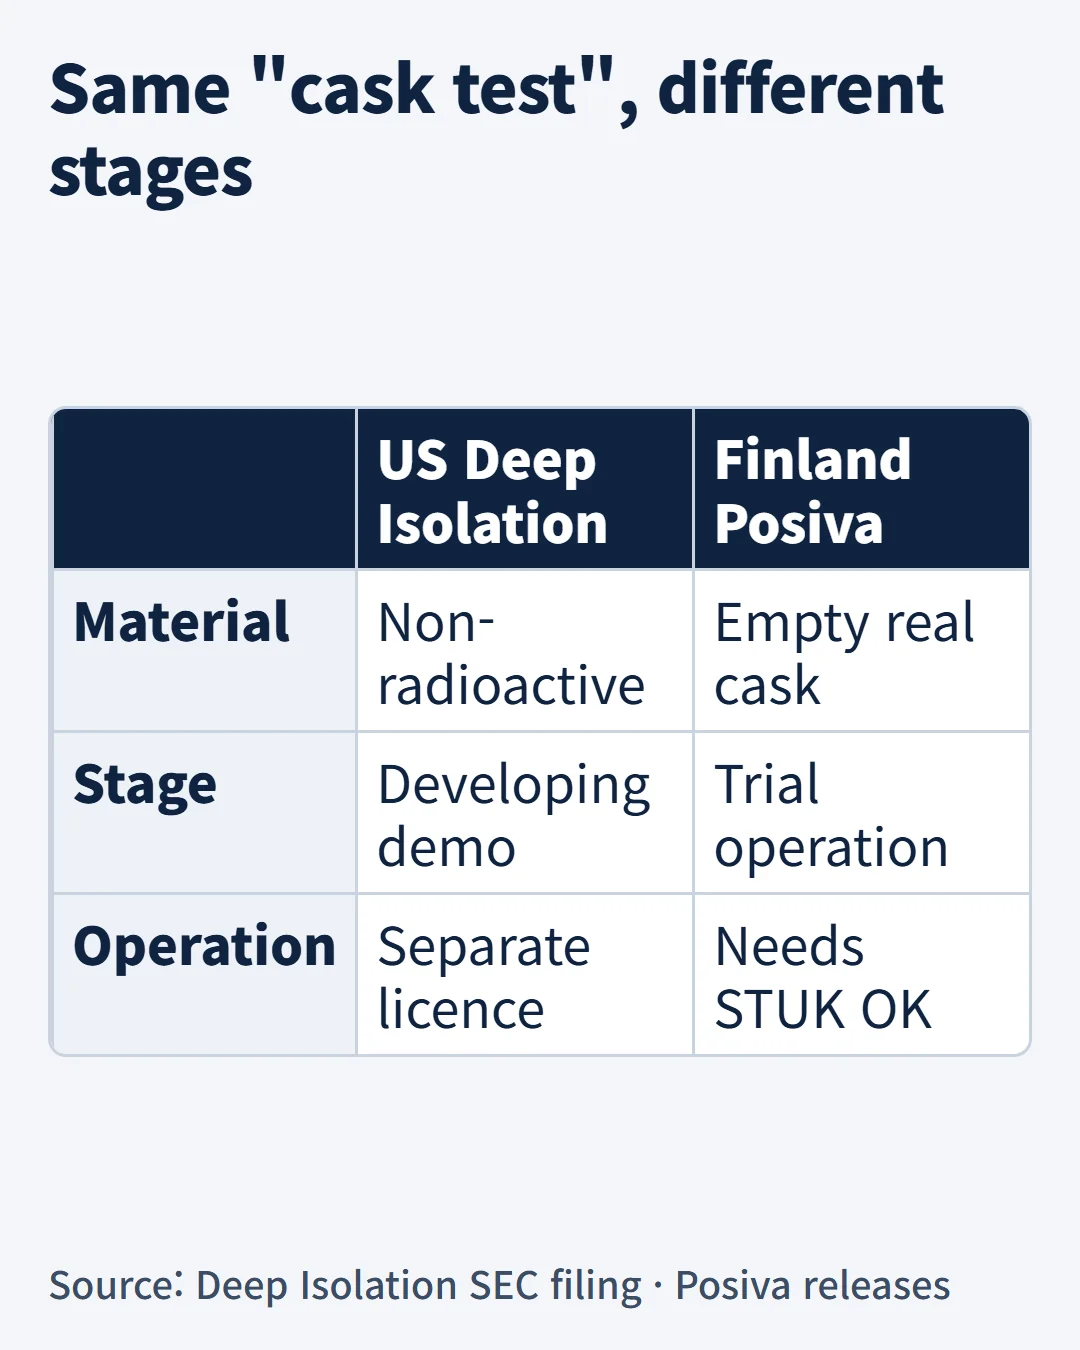 Same "cask test", different
stages
US Deep
Isolation
Finland
Posiva
Material
Non-
radioactive
Empty real
cask
Stage
Developing
demo
Trial
operation
Operation
Separate
licence
Needs
STUK OK
Source: Deep Isolation SEC filing · Posiva releases